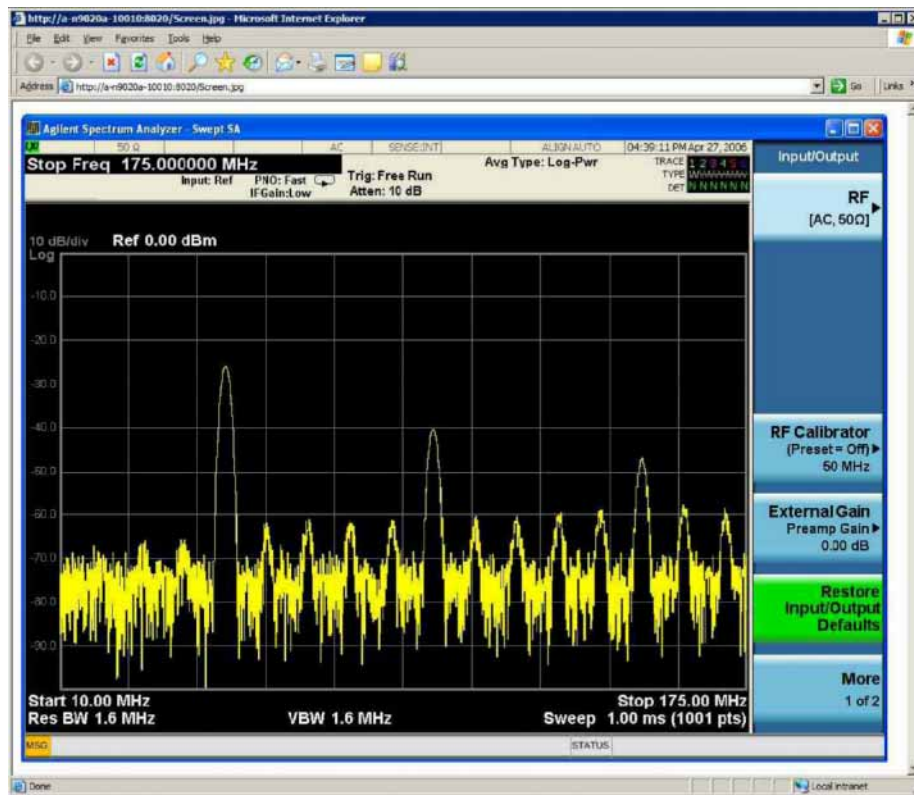 http://a-n9020a-10010:8020/Screen.jpg - Microsoft Internet Explorer
File Edit View Favorites Tools Help
Address http://a-n9020a-10010:8020/Screen.jpg Go Links
Agilent Spectrum Analyzer - Swept SA
50 Ω AC SENSE:INT ALIGN AUTO 04:39:11 PM Apr 27, 2006
Stop Freq 175.000000 MHz
Input: Ref PNO: Fast Trig: Free Run Avg Type: Log-Pwr
IFGain:Low Atten: 10 dB
TRACE 1 2 3 4 5 6
TYPE
DET N N N N N N
Input/Output
RF
[AC, 50Ω]
10 dB/div Ref 0.00 dBm
Log
-10.0
-20.0
-30.0
-40.0
-50.0
-60.0
-70.0
-80.0
-90.0
RF Calibrator
(Preset = Off)
50 MHz
External Gain
Preamp Gain
0.00 dB
Restore
Input/Output
Defaults
More
1 of 2
Start 10.00 MHz Stop 175.00 MHz
Res BW 1.6 MHz VBW 1.6 MHz Sweep 1.00 ms (1001 pts)
MSG STATUS
Done Local intranet